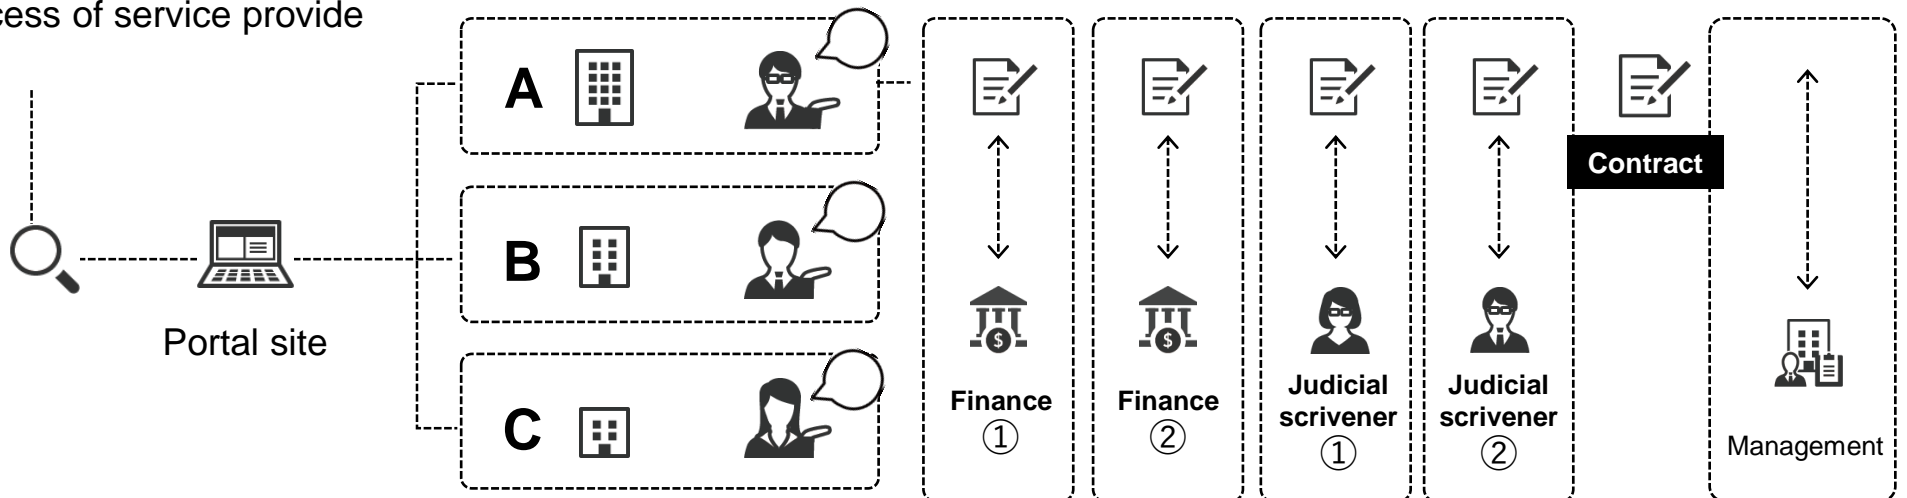 cess of service provide
Portal site
A
B
C
Finance
①
Finance
②
Judicial
scrivener
①
Judicial
scrivener
②
Contract
Management
$
$